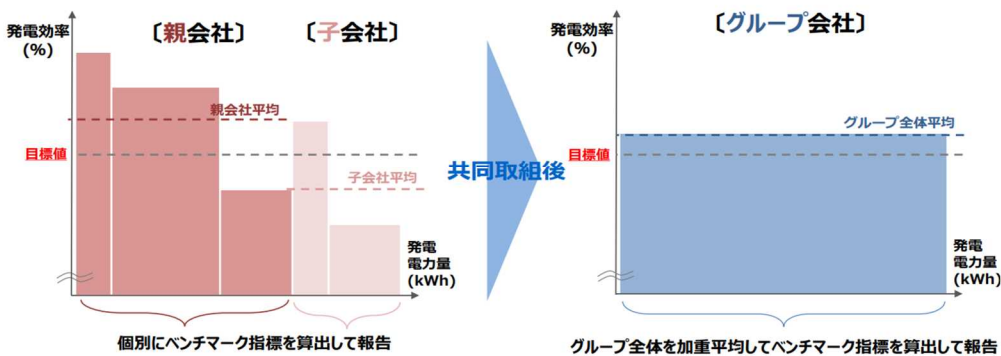 発電効率
(%)
〔親会社〕
〔子会社〕
親会社平均
目標値
子会社平均
発電
電力量
(kWh)
個別にベンチマーク指標を算出して報告
共同取組後
発電効率
(%)
〔グループ会社〕
グループ全体平均
目標値
発電
電力量
(kWh)
グループ全体を加重平均してベンチマーク指標を算出して報告